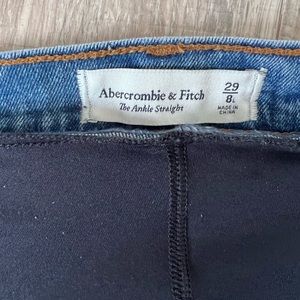 Abercrombie & Fitch
The Ankle Straight
29
8L
MADE IN
CHINA